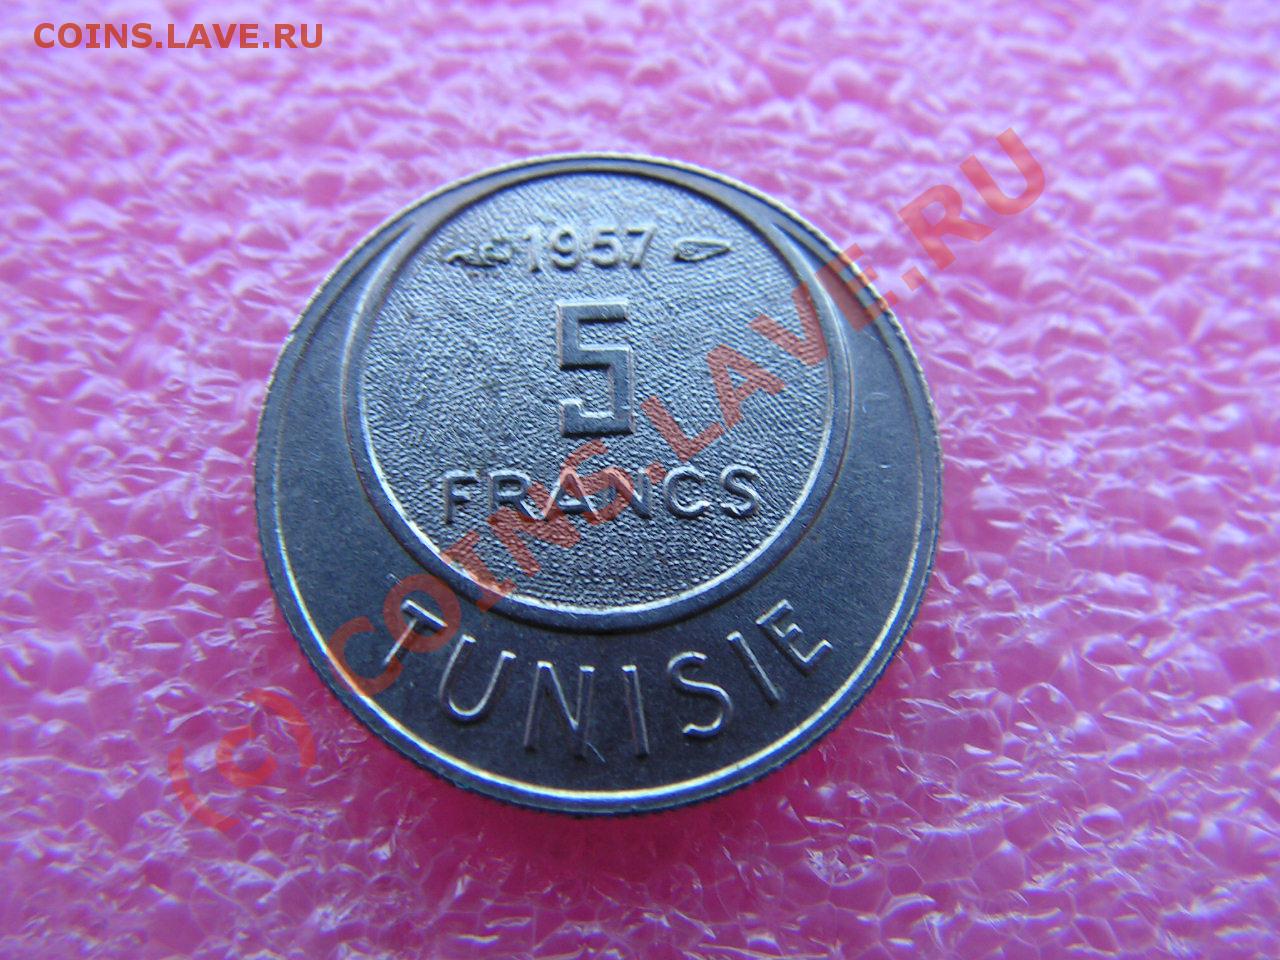 COINS.LAVE.RU
1957
5
FRANCS
TUNISIE
(c) COINS.LAVE.RU